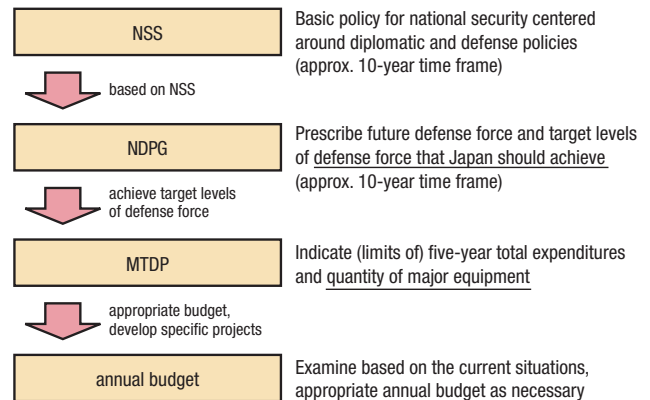 NSS
Basic policy for national security centered
around diplomatic and defense policies
(approx. 10-year time frame)
based on NSS
NDPG
Prescribe future defense force and target levels
of defense force that Japan should achieve
(approx. 10-year time frame)
achieve target levels
of defense force
MTDP
Indicate (limits of) five-year total expenditures
and quantity of major equipment
appropriate budget,
develop specific projects
annual budget
Examine based on the current situations,
appropriate annual budget as necessary